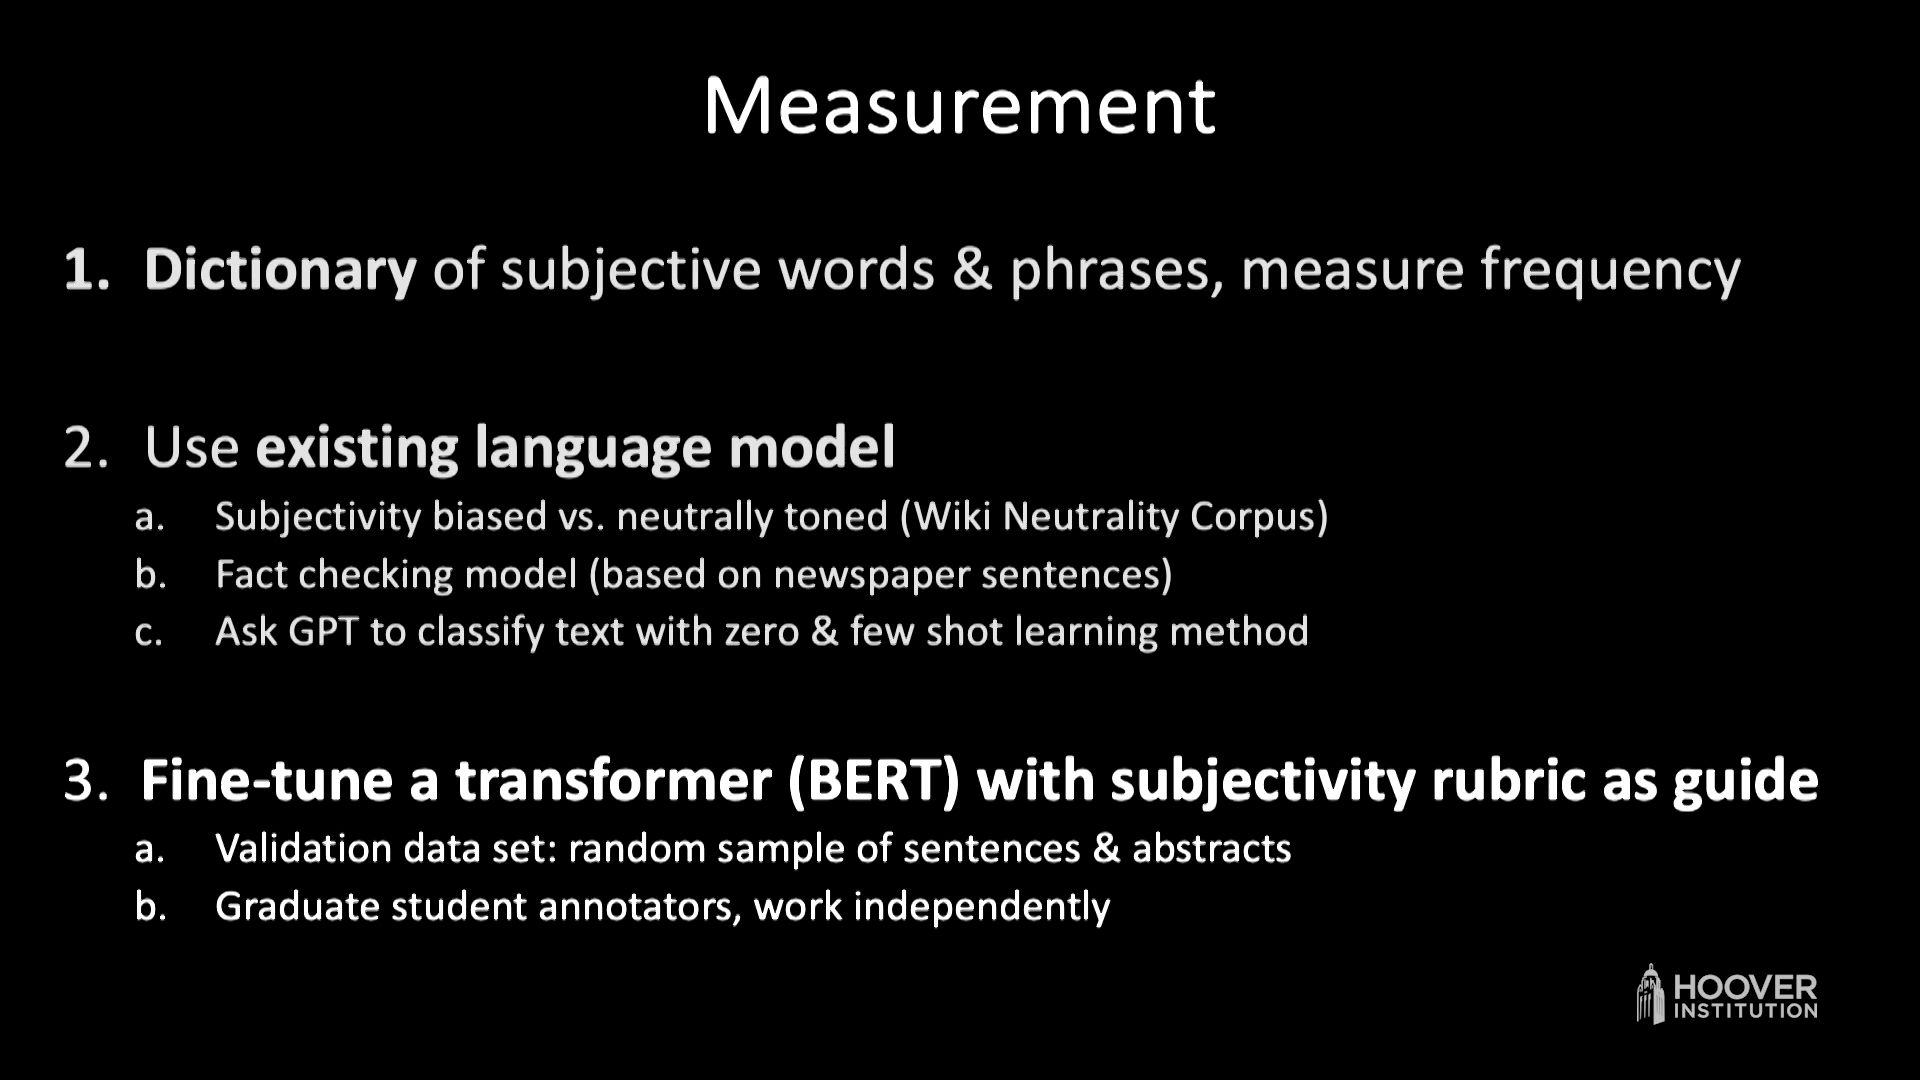 Measurement
1. Dictionary of subjective words & phrases, measure frequency
2. Use existing language model
a. Subjectivity biased vs. neutrally toned (Wiki Neutrality Corpus)
b. Fact checking model (based on newspaper sentences)
c. Ask GPT to classify text with zero & few shot learning method
3. Fine-tune a transformer (BERT) with subjectivity rubric as guide
a. Validation data set: random sample of sentences & abstracts
b. Graduate student annotators, work independently
HOOVER
INSTITUTION